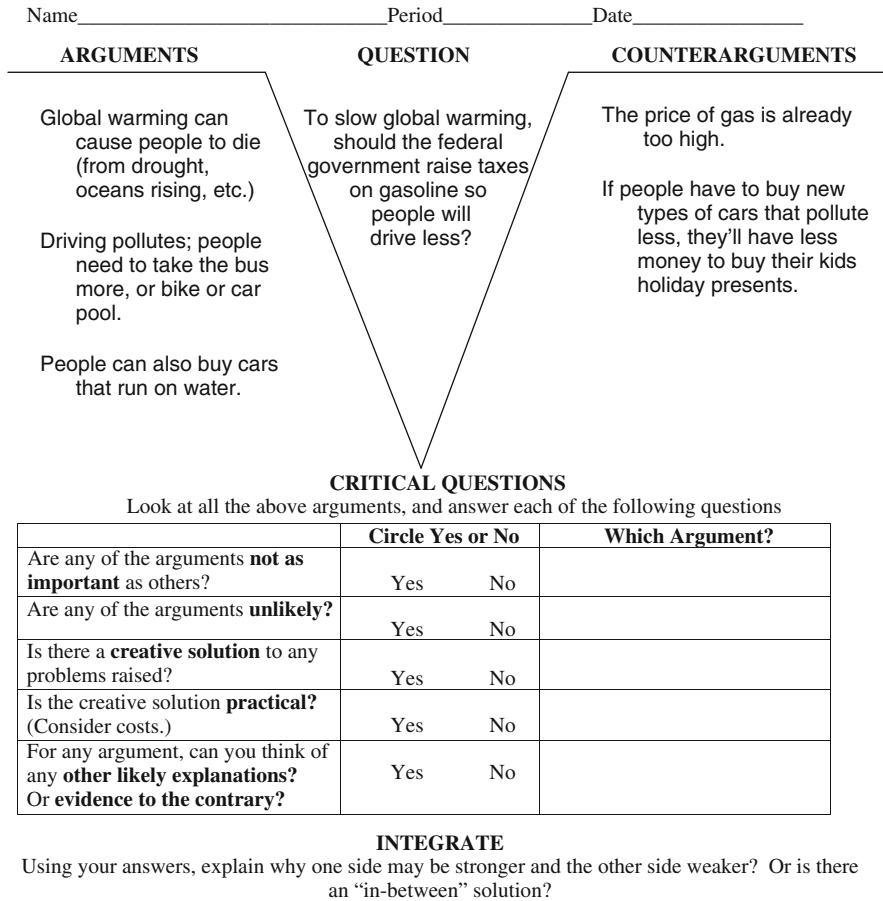 Name_____________________________Period______________Date________________
ARGUMENTS QUESTION COUNTERARGUMENTS
Global warming can
cause people to die
(from drought,
oceans rising, etc.)
Driving pollutes; people
need to take the bus
more, or bike or car
pool.
People can also buy cars
that run on water.
To slow global warming,
should the federal
government raise taxes
on gasoline so
people will
drive less?
The price of gas is already
too high.
If people have to buy new
types of cars that pollute
less, they’ll have less
money to buy their kids
holiday presents.
CRITICAL QUESTIONS
Look at all the above arguments, and answer each of the following questions
Circle Yes or No Which Argument?
Are any of the arguments not as
important as others? Yes No
Are any of the arguments unlikely?
Yes No
Is there a creative solution to any
problems raised? Yes No
Is the creative solution practical?
(Consider costs.) Yes No
For any argument, can you think of
any other likely explanations? Yes No
Or evidence to the contrary?
INTEGRATE
Using your answers, explain why one side may be stronger and the other side weaker? Or is there
an “in-between” solution?